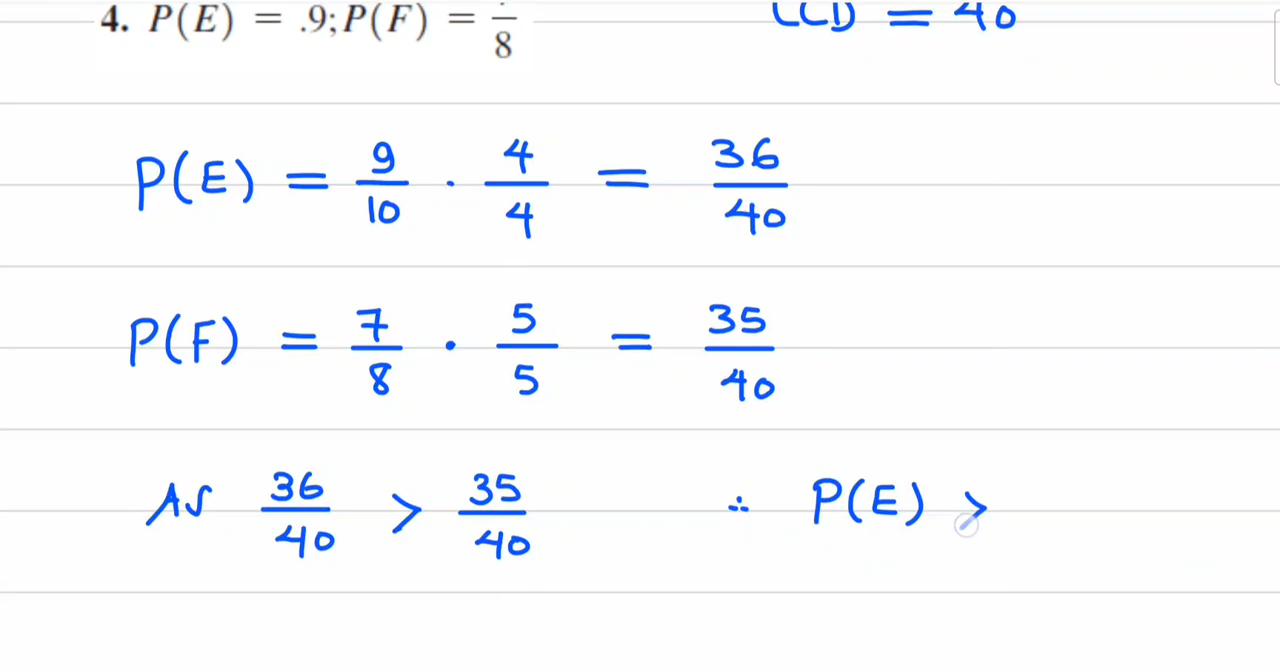 4. P(E) = .9; P(F) = /8 LCD = 40
P(E) = 9/10 · 4/4 = 36/40
P(F) = 7/8 · 5/5 = 35/40
As 36/40 > 35/40 ∴ P(E) >